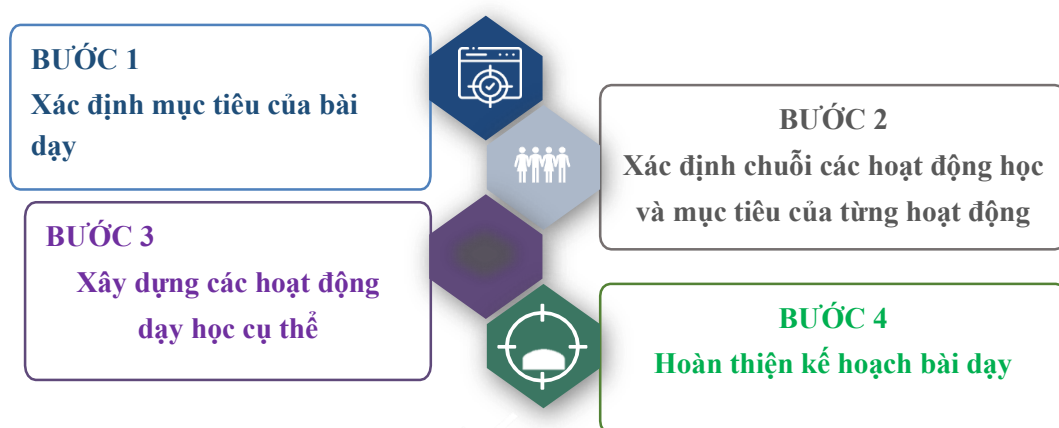 BƯỚC 1
Xác định mục tiêu của bài
dạy
BƯỚC 2
Xác định chuỗi các hoạt động học
và mục tiêu của từng hoạt động
BƯỚC 3
Xây dựng các hoạt động
dạy học cụ thể
BƯỚC 4
Hoàn thiện kế hoạch bài dạy